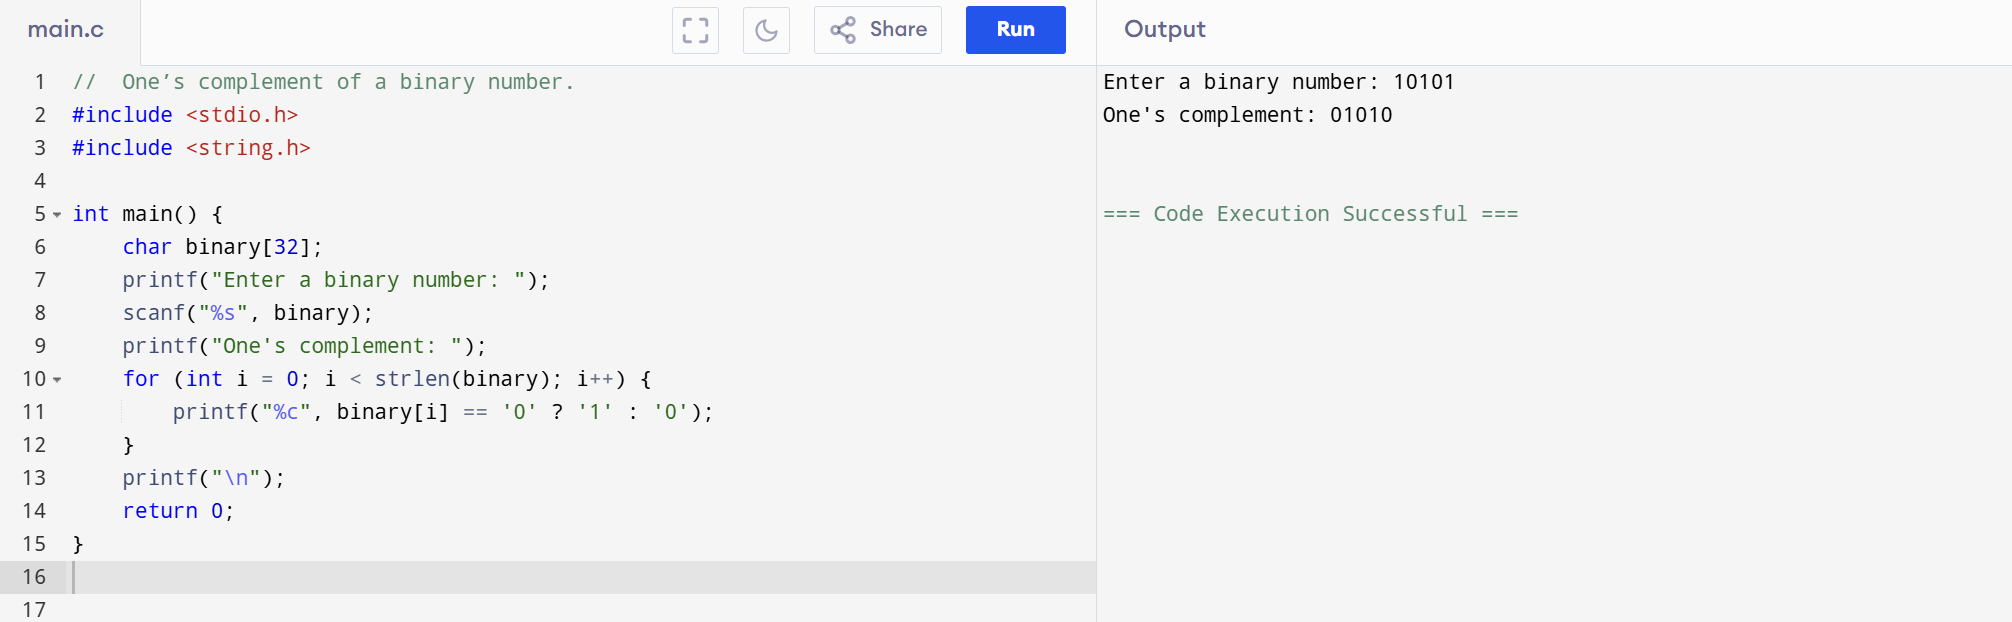 main.c
Share
Run
Output
1 //  One’s complement of a binary number.
2 #include <stdio.h>
3 #include <string.h>
4
5 int main() {
6     char binary[32];
7     printf("Enter a binary number: ");
8     scanf("%s", binary);
9     printf("One's complement: ");
10     for (int i = 0; i < strlen(binary); i++) {
11         printf("%c", binary[i] == '0' ? '1' : '0');
12     }
13     printf("\n");
14     return 0;
15 }
16
17
Enter a binary number: 10101
One's complement: 01010
=== Code Execution Successful ===